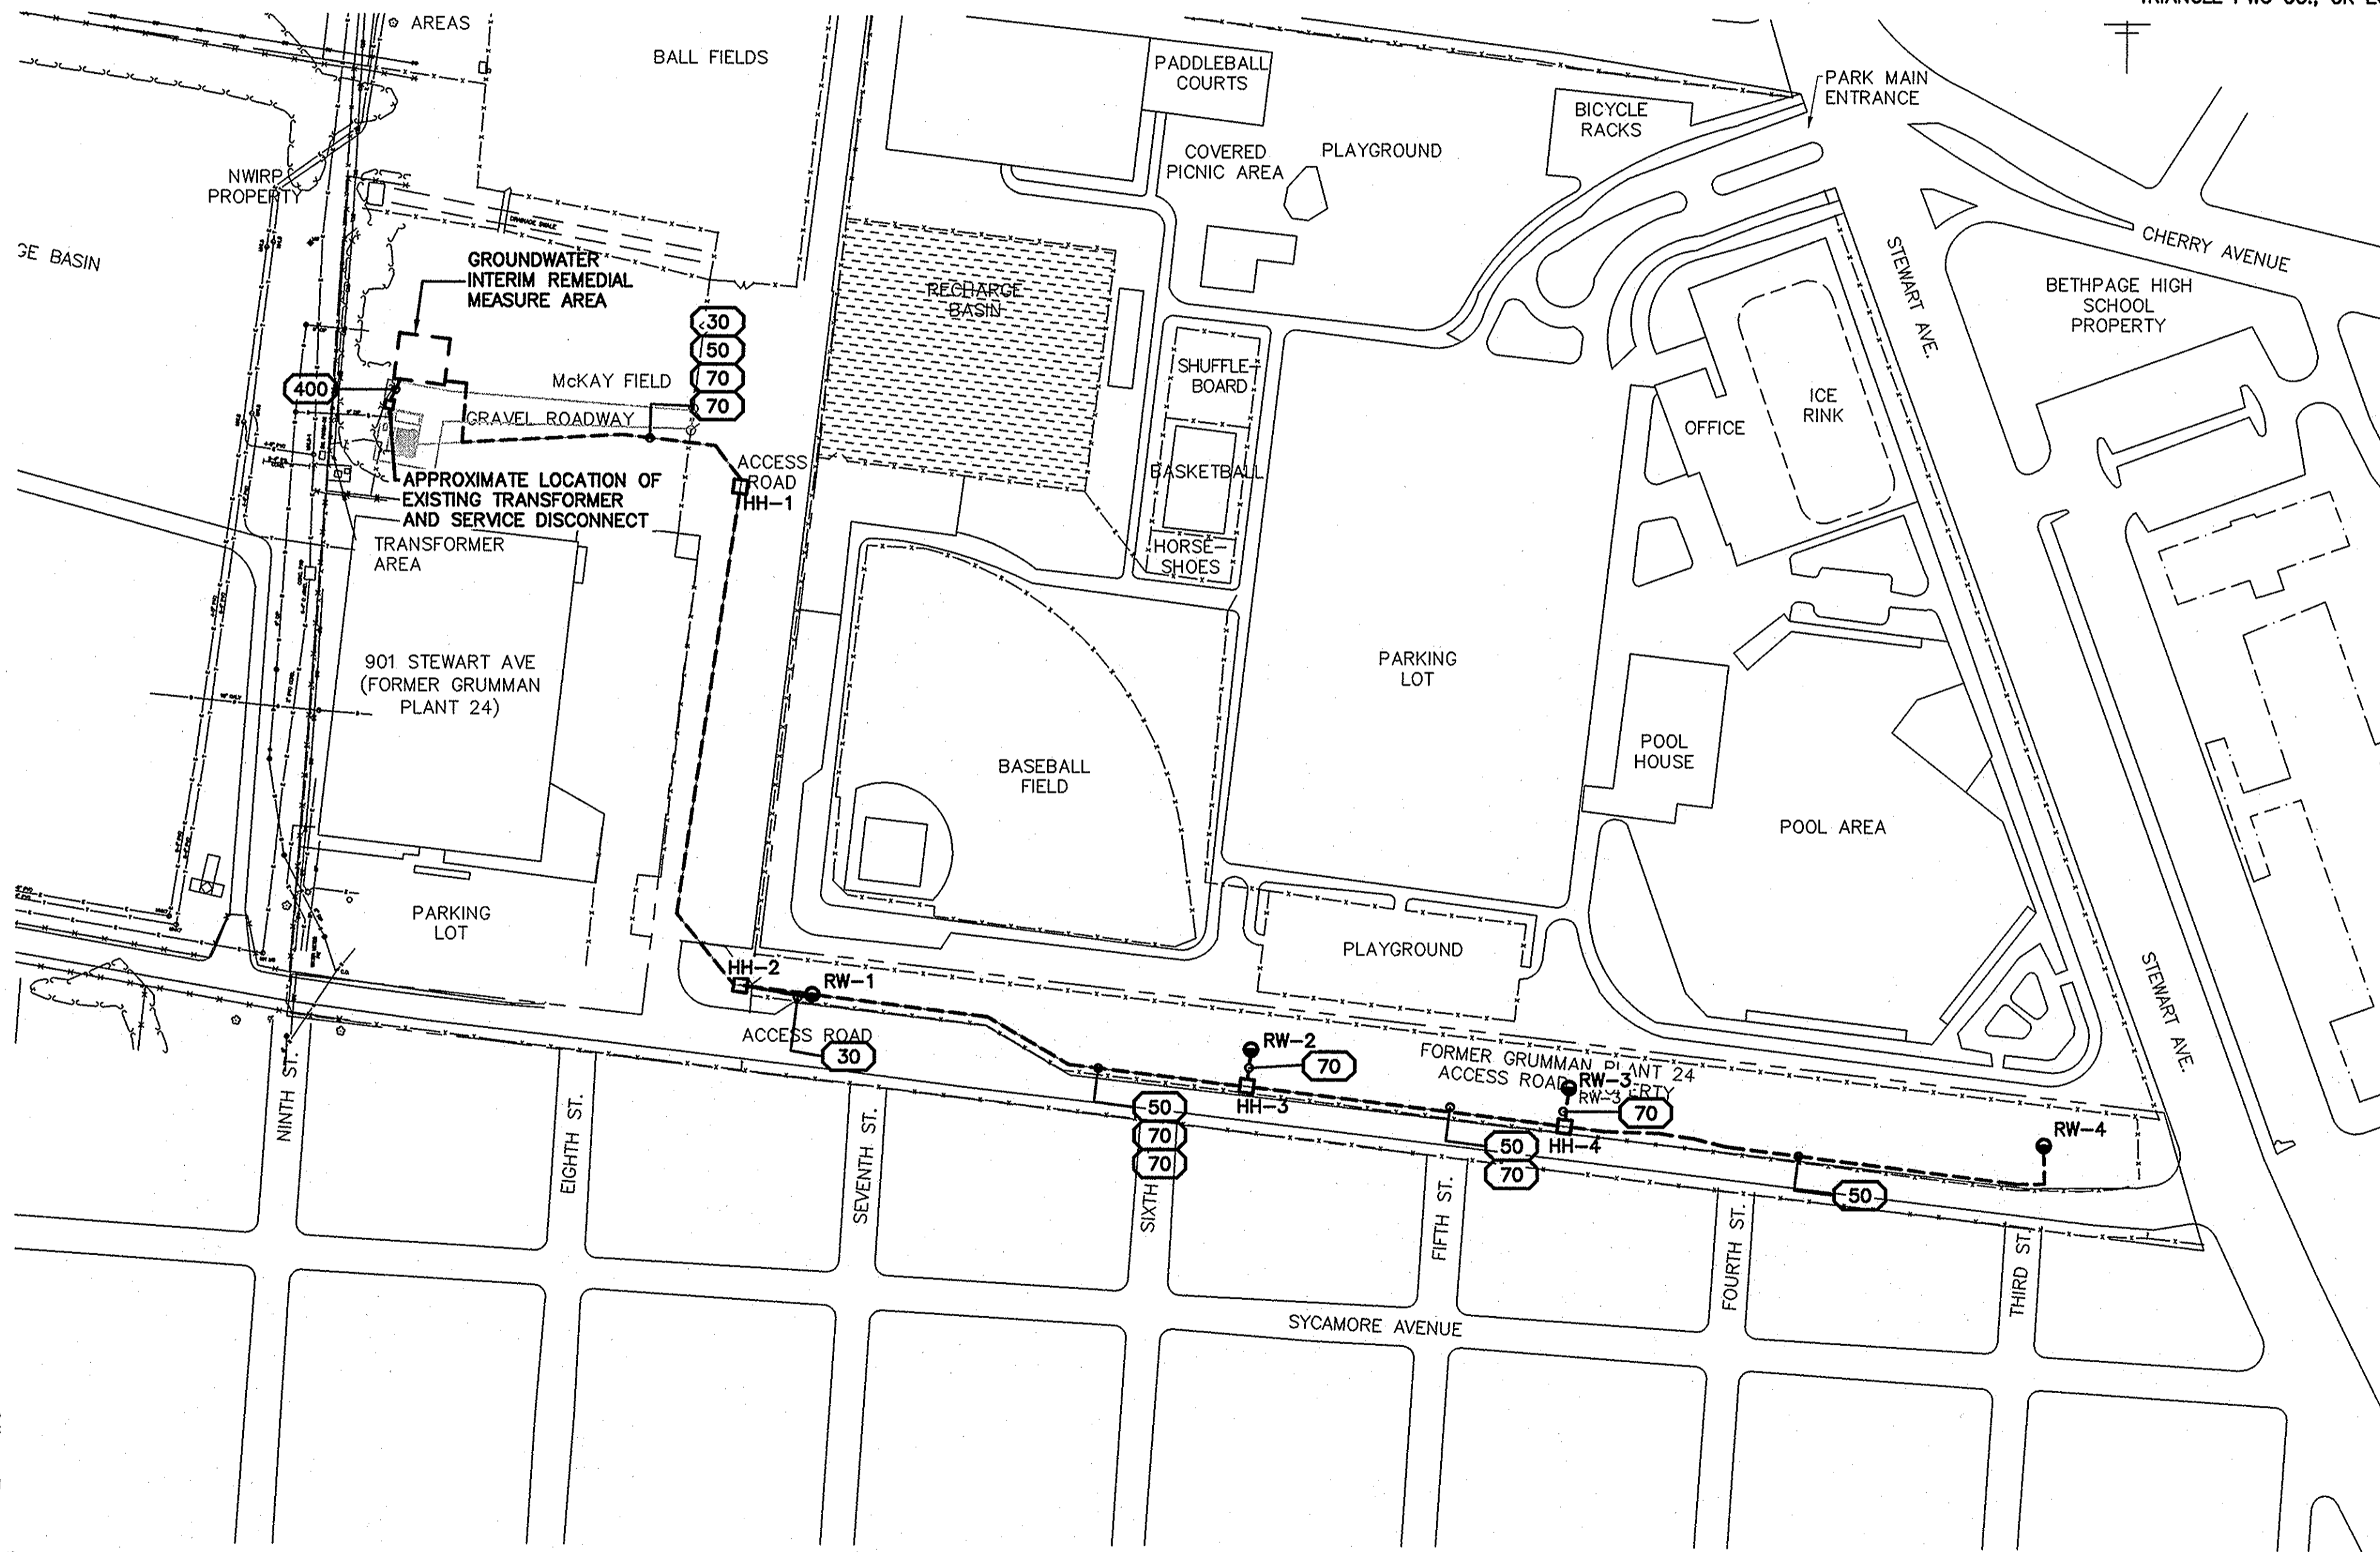 AREAS
BALL FIELDS
PADDLEBALL
COURTS
PARK MAIN
ENTRANCE
BICYCLE
RACKS
COVERED
PICNIC AREA
PLAYGROUND
NWIRP
PROPERTY
DRAINAGE SWALE
GE BASIN
GROUNDWATER
INTERIM REMEDIAL
MEASURE AREA
RECHARGE
BASIN
STEWART AVE.
CHERRY AVENUE
BETHPAGE HIGH
SCHOOL
PROPERTY
30
50
70
70
400
McKAY FIELD
GRAVEL ROADWAY
SHUFFLE-
BOARD
OFFICE
ICE
RINK
ACCESS
ROAD
HH-1
BASKETBALL
APPROXIMATE LOCATION OF
EXISTING TRANSFORMER
AND SERVICE DISCONNECT
TRANSFORMER
AREA
HORSE-
SHOES
901 STEWART AVE
(FORMER GRUMMAN
PLANT 24)
PARKING
LOT
BASEBALL
FIELD
POOL
HOUSE
POOL AREA
PARKING
LOT
PLAYGROUND
STEWART AVE.
HH-2
RW-1
ACCESS ROAD
30
RW-2
70
HH-3
FORMER GRUMMAN PLANT 24
ACCESS ROAD
RW-3
RW-3
70
HH-4
50
70
70
50
70
50
RW-4
NINTH ST.
EIGHTH ST.
SEVENTH ST.
SIXTH
FIFTH ST.
FOURTH ST.
THIRD ST.
SYCAMORE AVENUE